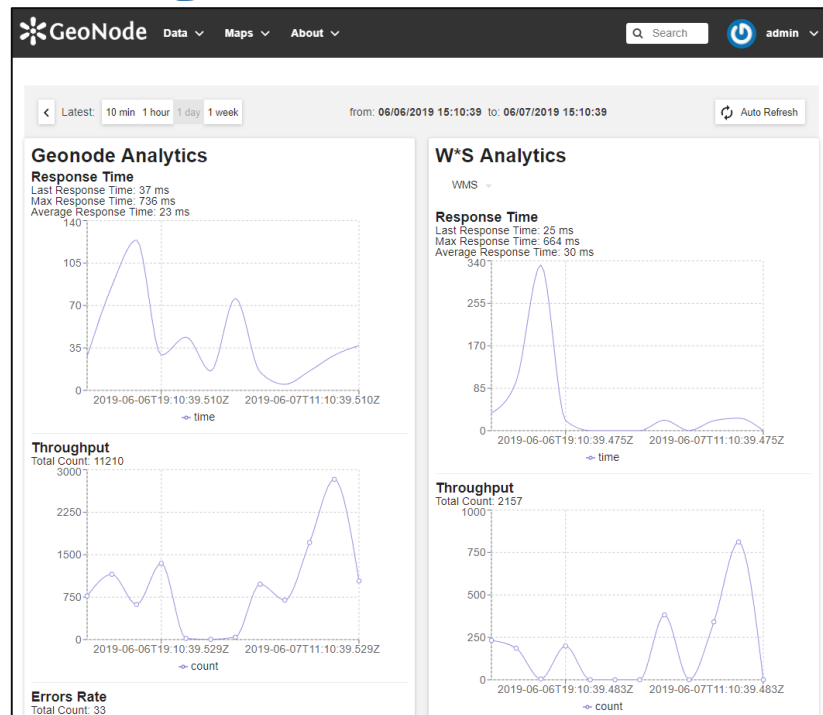 GeoNode Data Maps About Search admin
Latest: 10 min 1 hour 1 day 1 week from: 06/06/2019 15:10:39 to: 06/07/2019 15:10:39 Auto Refresh
Geonode Analytics
Response Time
Last Response Time: 37 ms
Max Response Time: 736 ms
Average Response Time: 23 ms
140
105
70
35
0
2019-06-06T19:10:39.510Z 2019-06-07T11:10:39.510Z
time
Throughput
Total Count: 11210
3000
2250
1500
750
0
2019-06-06T19:10:39.529Z 2019-06-07T11:10:39.529Z
count
Errors Rate
Total Count: 33
W*S Analytics
WMS
Response Time
Last Response Time: 25 ms
Max Response Time: 664 ms
Average Response Time: 30 ms
340
255
170
85
0
2019-06-06T19:10:39.475Z 2019-06-07T11:10:39.475Z
time
Throughput
Total Count: 2157
1000
750
500
250
0
2019-06-06T19:10:39.483Z 2019-06-07T11:10:39.483Z
count